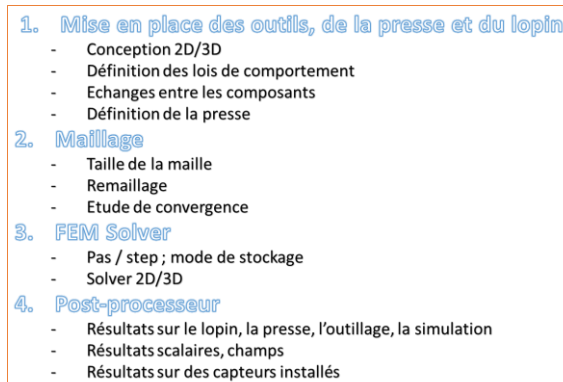 1. Mise en place des outils, de la presse et du lopin
- Conception 2D/3D
- Définition des lois de comportement
- Echanges entre les composants
- Définition de la presse
2. Maillage
- Taille de la maille
- Remaillage
- Etude de convergence
3. FEM Solver
- Pas / step ; mode de stockage
- Solver 2D/3D
4. Post-processeur
- Résultats sur le lopin, la presse, l’outillage, la simulation
- Résultats scalaires, champs
- Résultats sur des capteurs installés